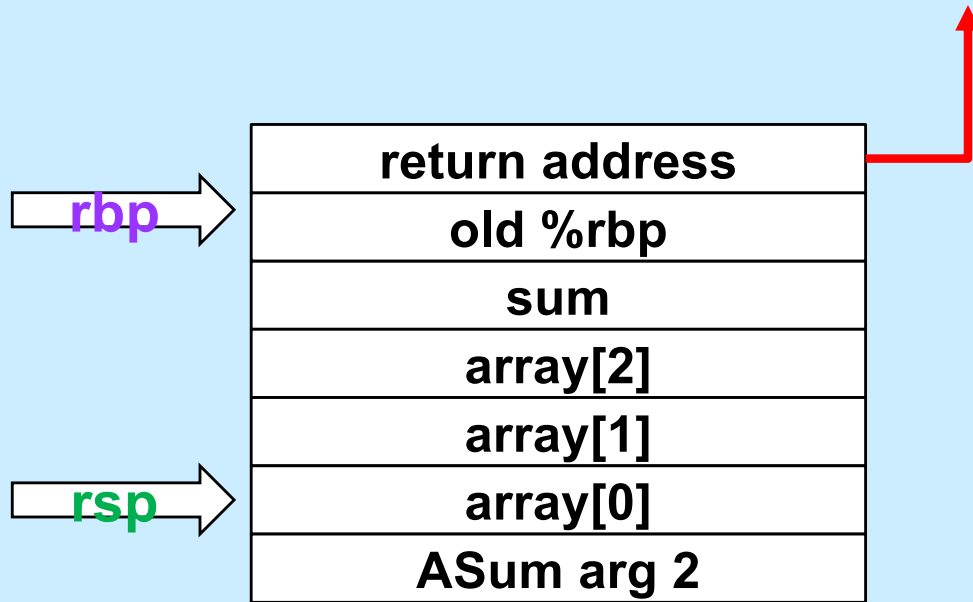 return address
rbp
old %rbp
sum
array[2]
array[1]
rsp
array[0]
ASum arg 2